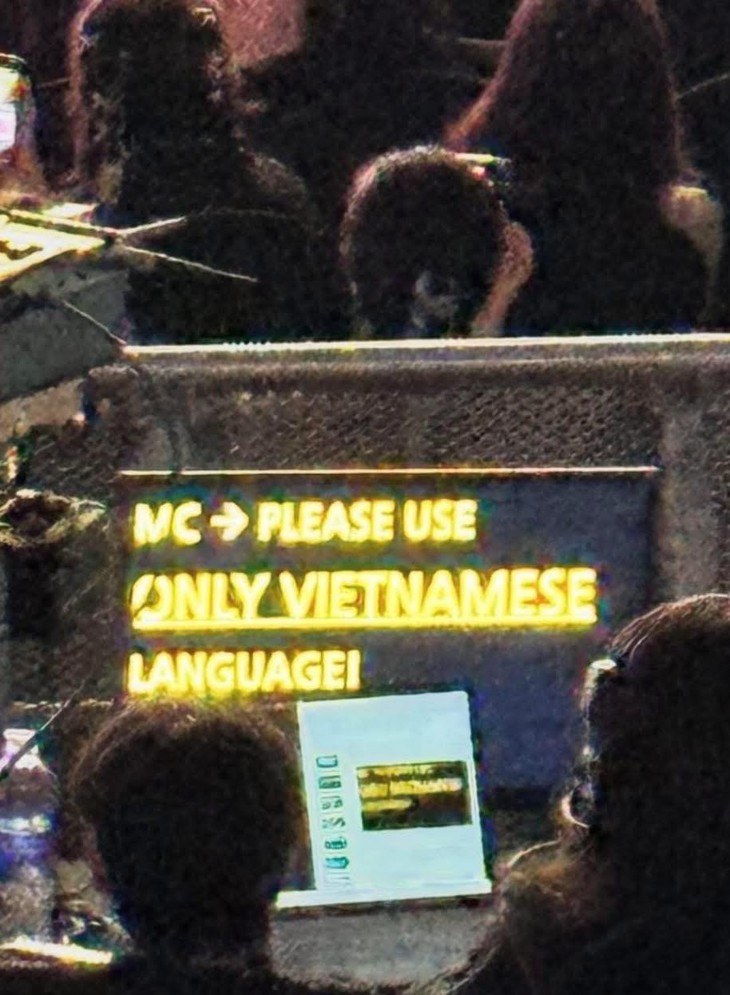 MC → PLEASE USE
ONLY VIETNAMESE
LANGUAGE!